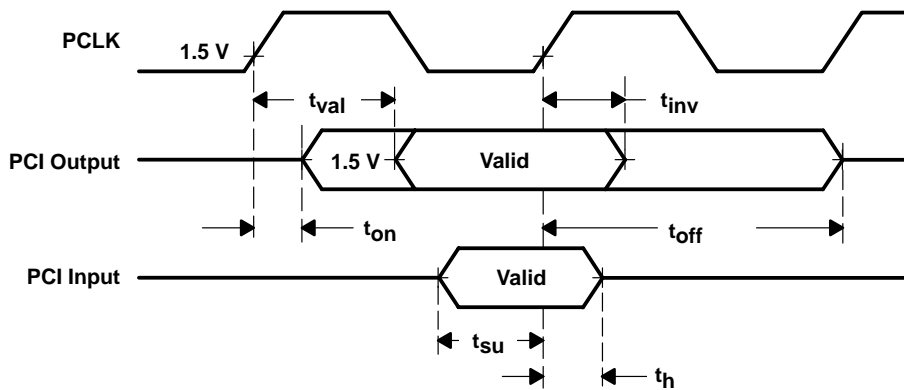 PCLK
1.5 V
tval
tinv
PCI Output
1.5 V
Valid
ton
toff
PCI Input
Valid
tsu
th